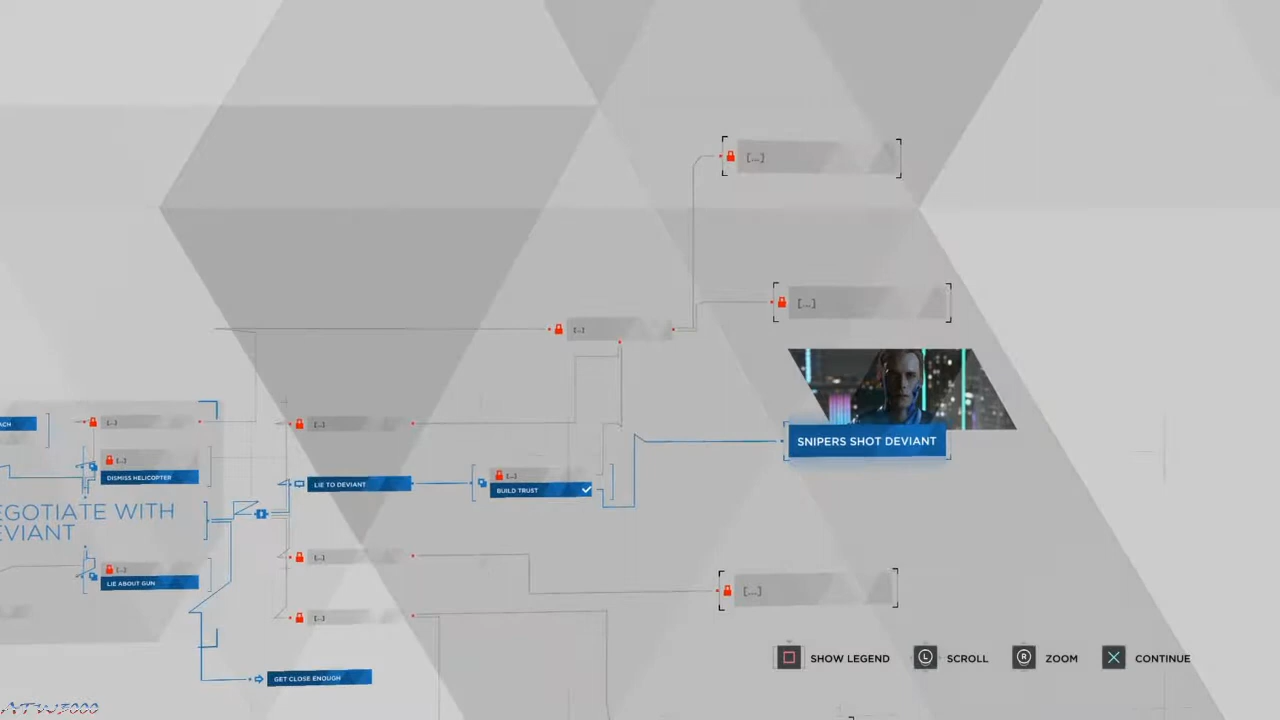 [...]
[...]
[...]
SNIPERS SHOT DEVIANT
ACH
[...]
[...]
[...]
DISMISS HELICOPTER
LIE TO DEVIANT
[...]
BUILD TRUST
EGOTIATE WITH
EVIANT
[...]
[...]
LIE ABOUT GUN
[...]
[...]
GET CLOSE ENOUGH
SHOW LEGEND
L
SCROLL
R
ZOOM
CONTINUE
ATW5000